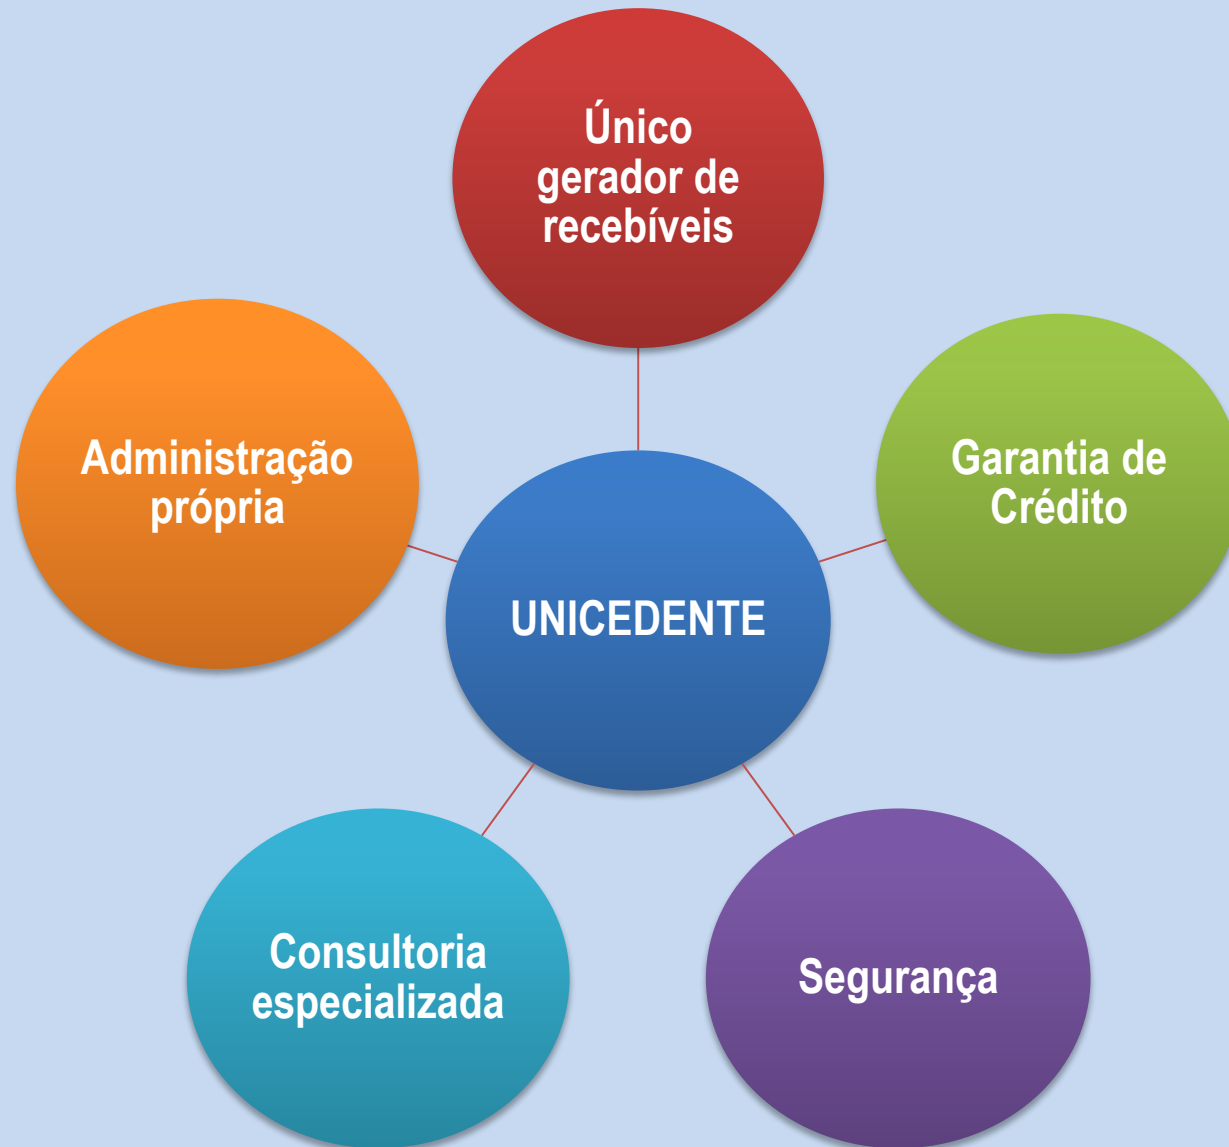 Único
gerador de
recebíveis
Administração
própria
Garantia de
Crédito
UNICEDENTE
Consultoria
especializada
Segurança